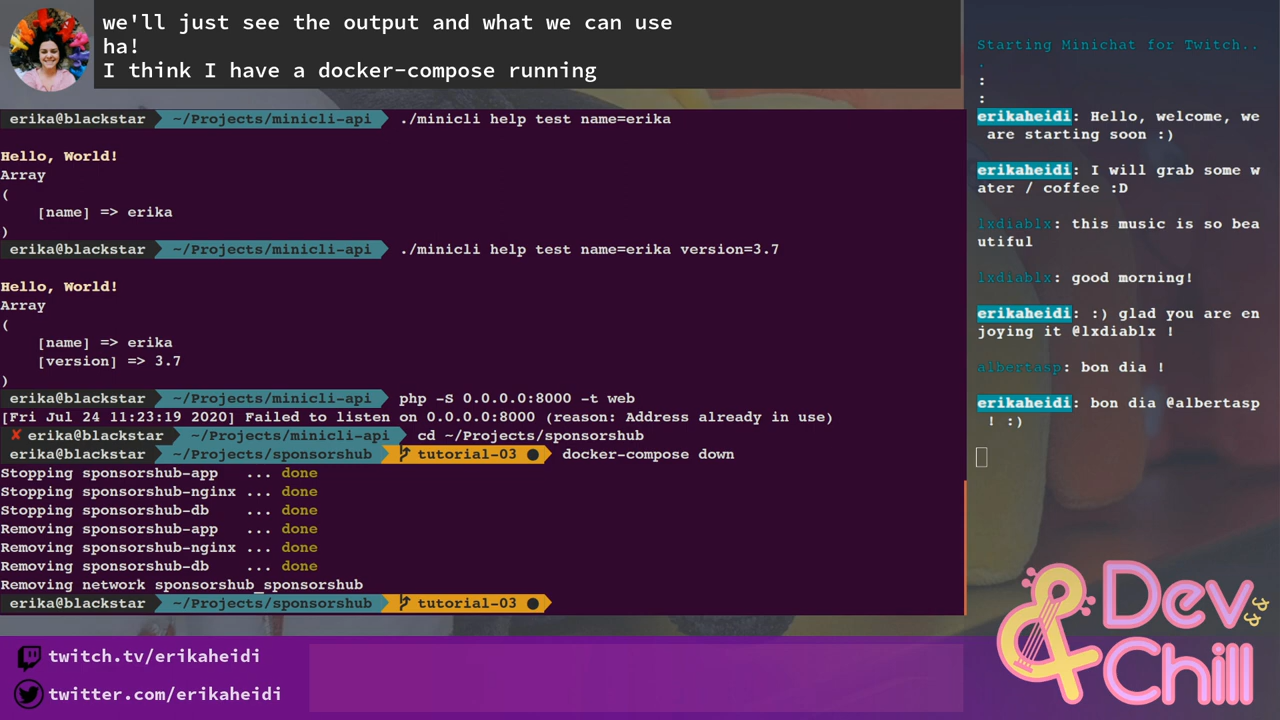 we'll just see the output and what we can use
ha!
I think I have a docker-compose running
erika@blackstar ~/Projects/minicli-api ./minicli help test name=erika
Hello, World!
Array
(
[name] => erika
)
erika@blackstar ~/Projects/minicli-api ./minicli help test name=erika version=3.7
Hello, World!
Array
(
[name] => erika
[version] => 3.7
)
erika@blackstar ~/Projects/minicli-api php -S 0.0.0.0:8000 -t web
[Fri Jul 24 11:23:19 2020] Failed to listen on 0.0.0.0:8000 (reason: Address already in use)
✘ erika@blackstar ~/Projects/minicli-api cd ~/Projects/sponsorshub
erika@blackstar ~/Projects/sponsorshub tutorial-03 ● docker-compose down
Stopping sponsorshub-app ... done
Stopping sponsorshub-nginx ... done
Stopping sponsorshub-db ... done
Removing sponsorshub-app ... done
Removing sponsorshub-nginx ... done
Removing sponsorshub-db ... done
Removing network sponsorshub_sponsorshub
erika@blackstar ~/Projects/sponsorshub tutorial-03 ●
Starting Minichat for Twitch..
.
:
:
erikaheidi: Hello, welcome, we
are starting soon :)
erikaheidi: I will grab some w
ater / coffee :D
lxdiablx: this music is so bea
utiful
lxdiablx: good morning!
erikaheidi: :) glad you are en
joying it @lxdiablx !
albertasp: bon dia !
erikaheidi: bon dia @albertasp
! :)
twitch.tv/erikaheidi
twitter.com/erikaheidi
& Dev &&
Chill